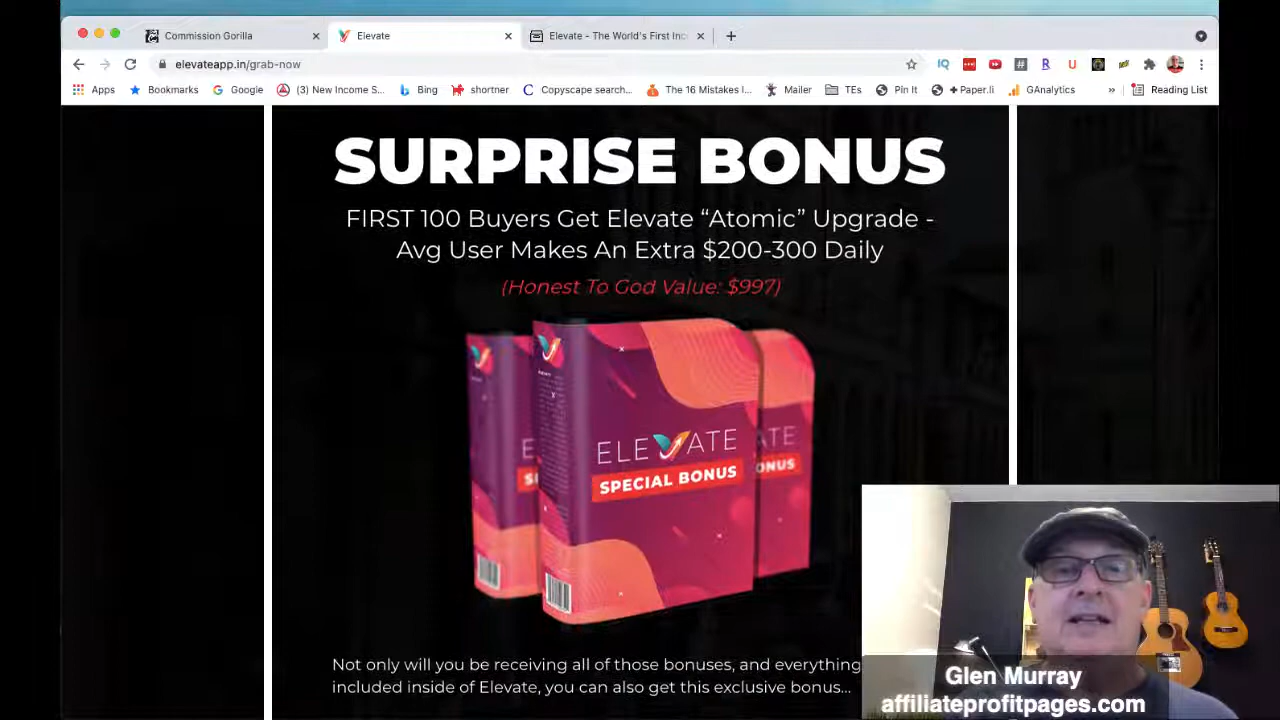 Commission Gorilla
Elevate
Elevate - The World's First Inc
elevateapp.in/grab-now
Apps
Bookmarks
Google
(3) New Income S...
Bing
shortner
Copyscape search...
The 16 Mistakes I...
Mailer
TEs
Pin It
+ Paper.li
GAnalytics
»
Reading List
SURPRISE BONUS
FIRST 100 Buyers Get Elevate “Atomic” Upgrade -
Avg User Makes An Extra $200-300 Daily
(Honest To God Value: $997)
ELEVATE
SPECIAL BONUS
Not only will you be receiving all of those bonuses, and everything
included inside of Elevate, you can also get this exclusive bonus...
Glen Murray
affiliateprofitpages.com